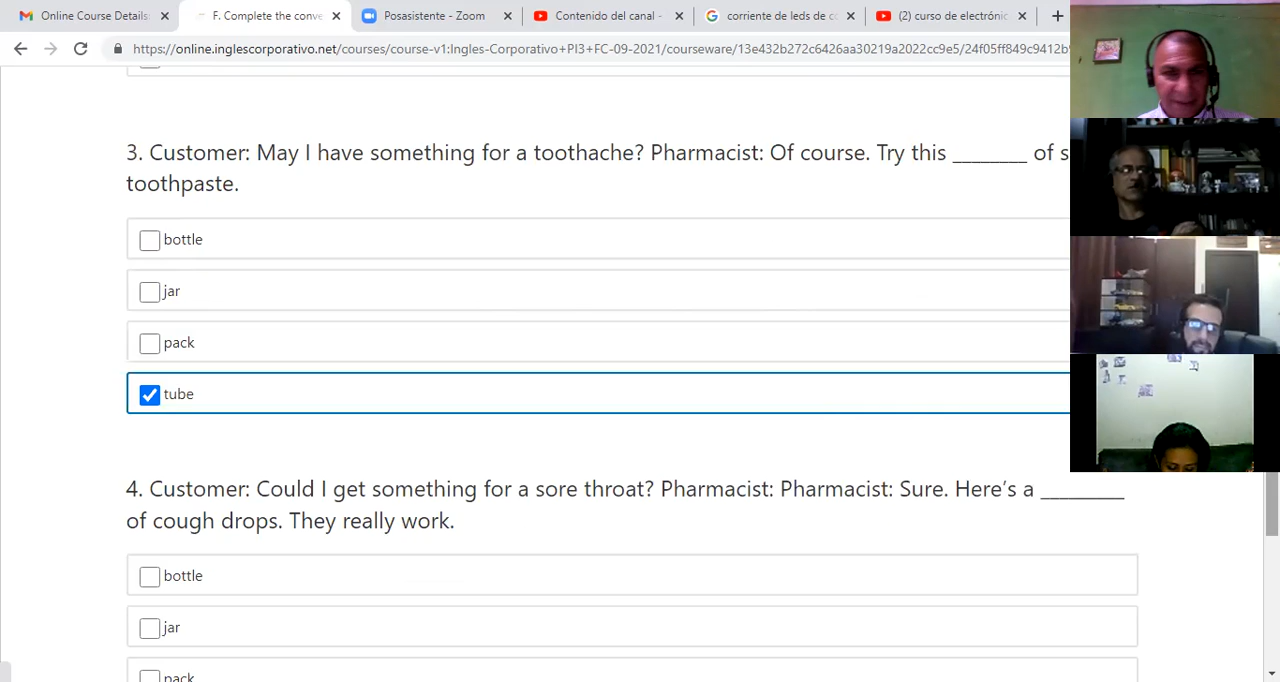 Online Course Details
F. Complete the conve
Posasistente - Zoom
Contenido del canal -
corriente de leds de co
(2) curso de electrónic
https://online.inglescorporativo.net/courses/course-v1:Ingles-Corporativo+PI3+FC-09-2021/courseware/13e432b272c6426aa30219a2022cc9e5/24f05ff849c9412b9
3. Customer: May I have something for a toothache? Pharmacist: Of course. Try this _______ of s
toothpaste.
bottle
jar
pack
tube
4. Customer: Could I get something for a sore throat? Pharmacist: Pharmacist: Sure. Here's a ________
of cough drops. They really work.
bottle
jar
pack